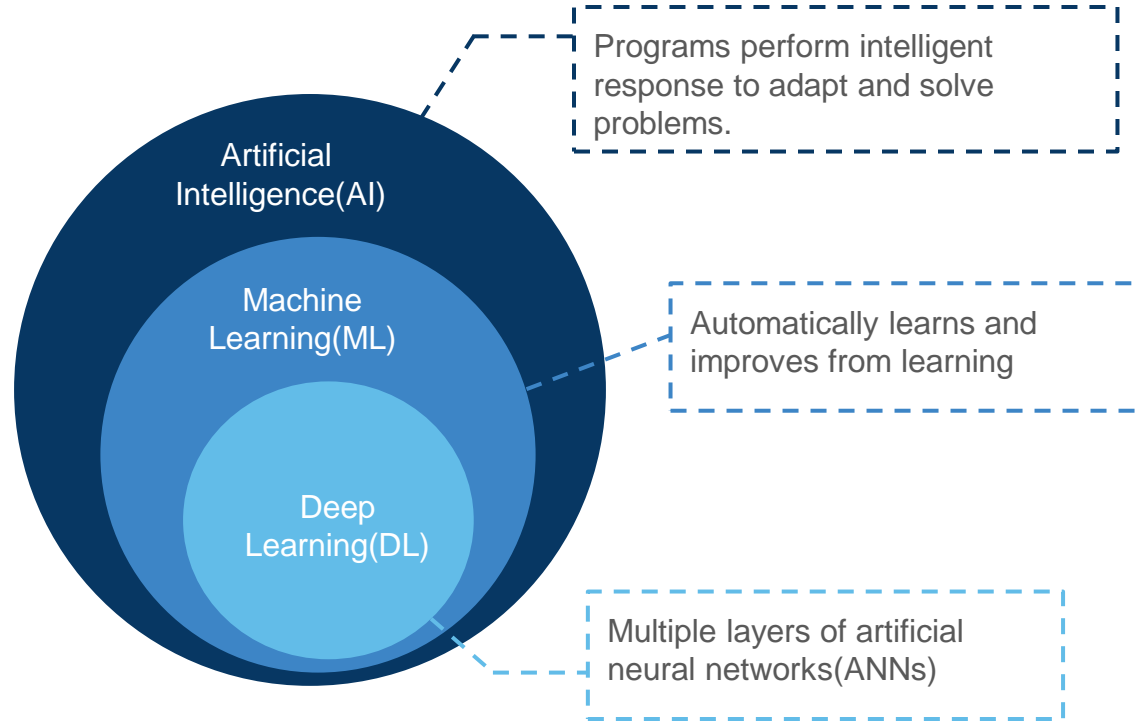 Programs perform intelligent
response to adapt and solve
problems.
Artificial
Intelligence(AI)
Machine
Learning(ML)
Automatically learns and
improves from learning
Deep
Learning(DL)
Multiple layers of artificial
neural networks(ANNs)